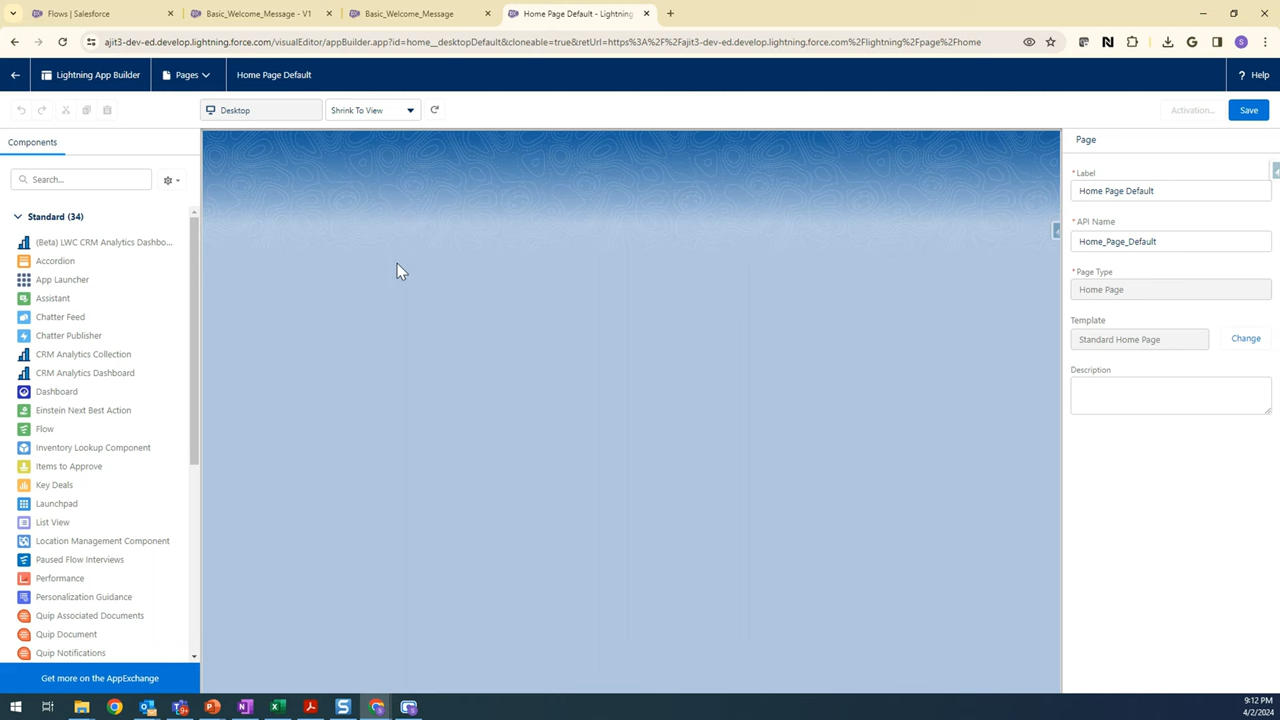 Flows | Salesforce
Basic_Welcome_Message - V1
Basic_Welcome_Message
Home Page Default - Lightning
ajit3-dev-ed.develop.lightning.force.com/visualEditor/appBuilder.app?id=home__desktopDefault&cloneable=true&retUrl=https%3A%2F%2Fajit3-dev-ed.develop.lightning.force.com%2Flightning%2Fpage%2Fhome
Lightning App Builder
Pages
Home Page Default
? Help
Desktop
Shrink To View
Activation...
Save
Components
Search...
Standard (34)
(Beta) LWC CRM Analytics Dashbo...
Accordion
App Launcher
Assistant
Chatter Feed
Chatter Publisher
CRM Analytics Collection
CRM Analytics Dashboard
Dashboard
Einstein Next Best Action
Flow
Inventory Lookup Component
Items to Approve
Key Deals
Launchpad
List View
Location Management Component
Paused Flow Interviews
Performance
Personalization Guidance
Quip Associated Documents
Quip Document
Quip Notifications
Get more on the AppExchange
Page
* Label
Home Page Default
* API Name
Home_Page_Default
* Page Type
Home Page
Template
Standard Home Page
Change
Description
9:12 PM
4/2/2024